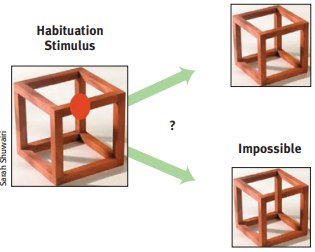 Habituation
Stimulus
Sarah Shuwairi
?
Impossible